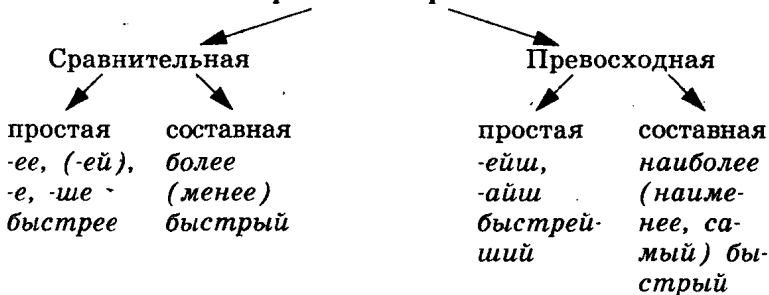 Сравнительная
Превосходная
простая
-ее, (-ей),
-е, -ше
быстрее
составная
более
(менее)
быстрый
простая
-ейш,
-айш
быстрей-
ший
составная
наиболее
(наиме-
нее, са-
мый) бы-
стрый